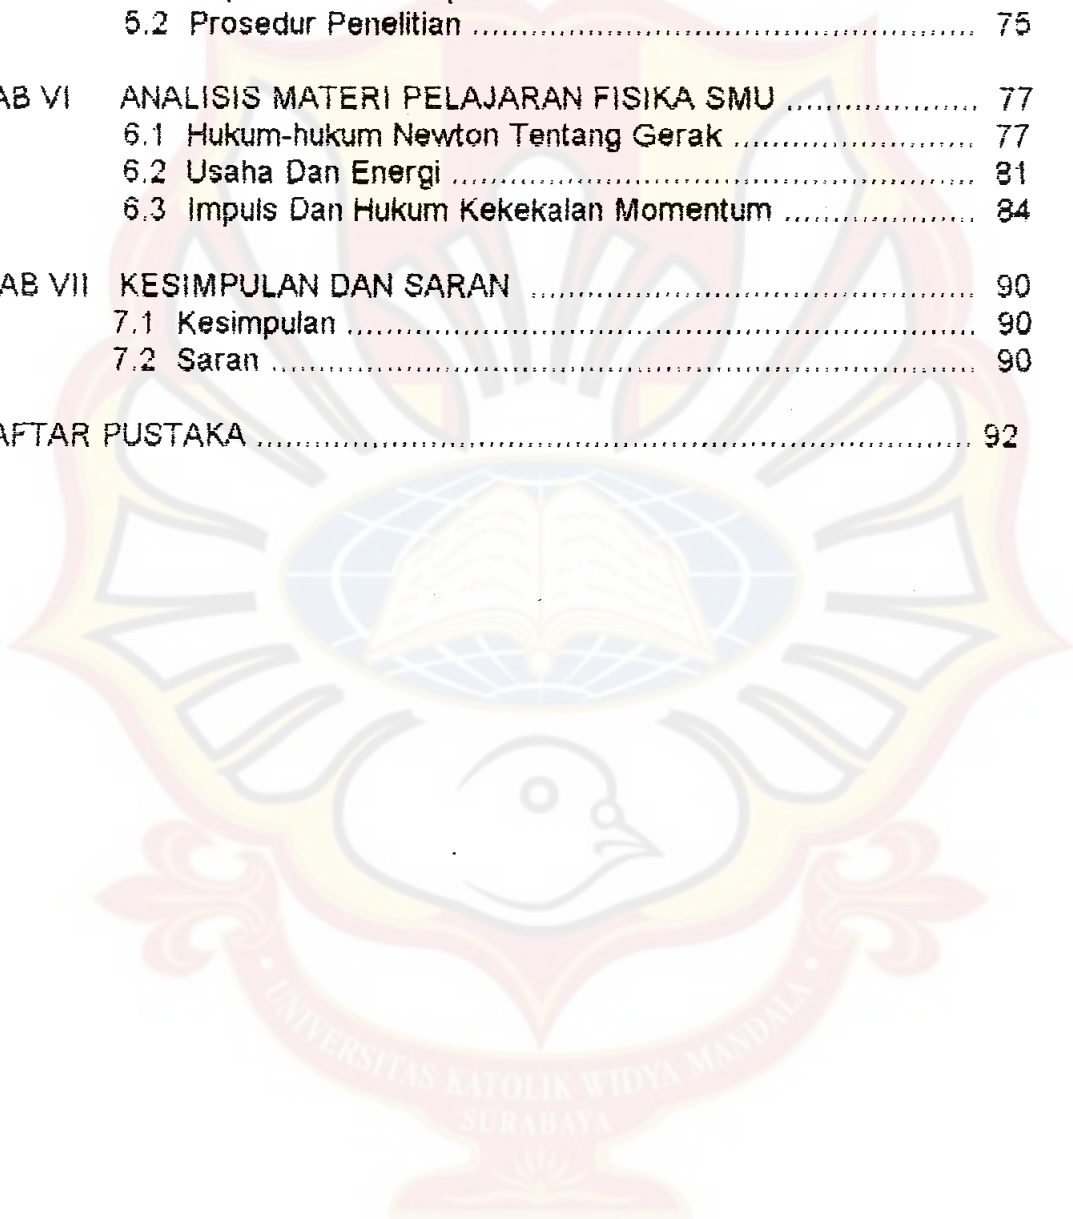 5.2 Prosedur Penelitian ........ 75
AB VI ANALISIS MATERI PELAJARAN FISIKA SMU ........ 77
6.1 Hukum-hukum Newton Tentang Gerak ........ 77
6.2 Usaha Dan Energi ........ 81
6.3 Impuls Dan Hukum Kekekalan Momentum ........ 84
AB VII KESIMPULAN DAN SARAN ........ 90
7.1 Kesimpulan ........ 90
7.2 Saran ........ 90
AFTAR PUSTAKA ........ 92
UNIVERSITAS KATOLIK WIDYA MANDALA
SURABAYA